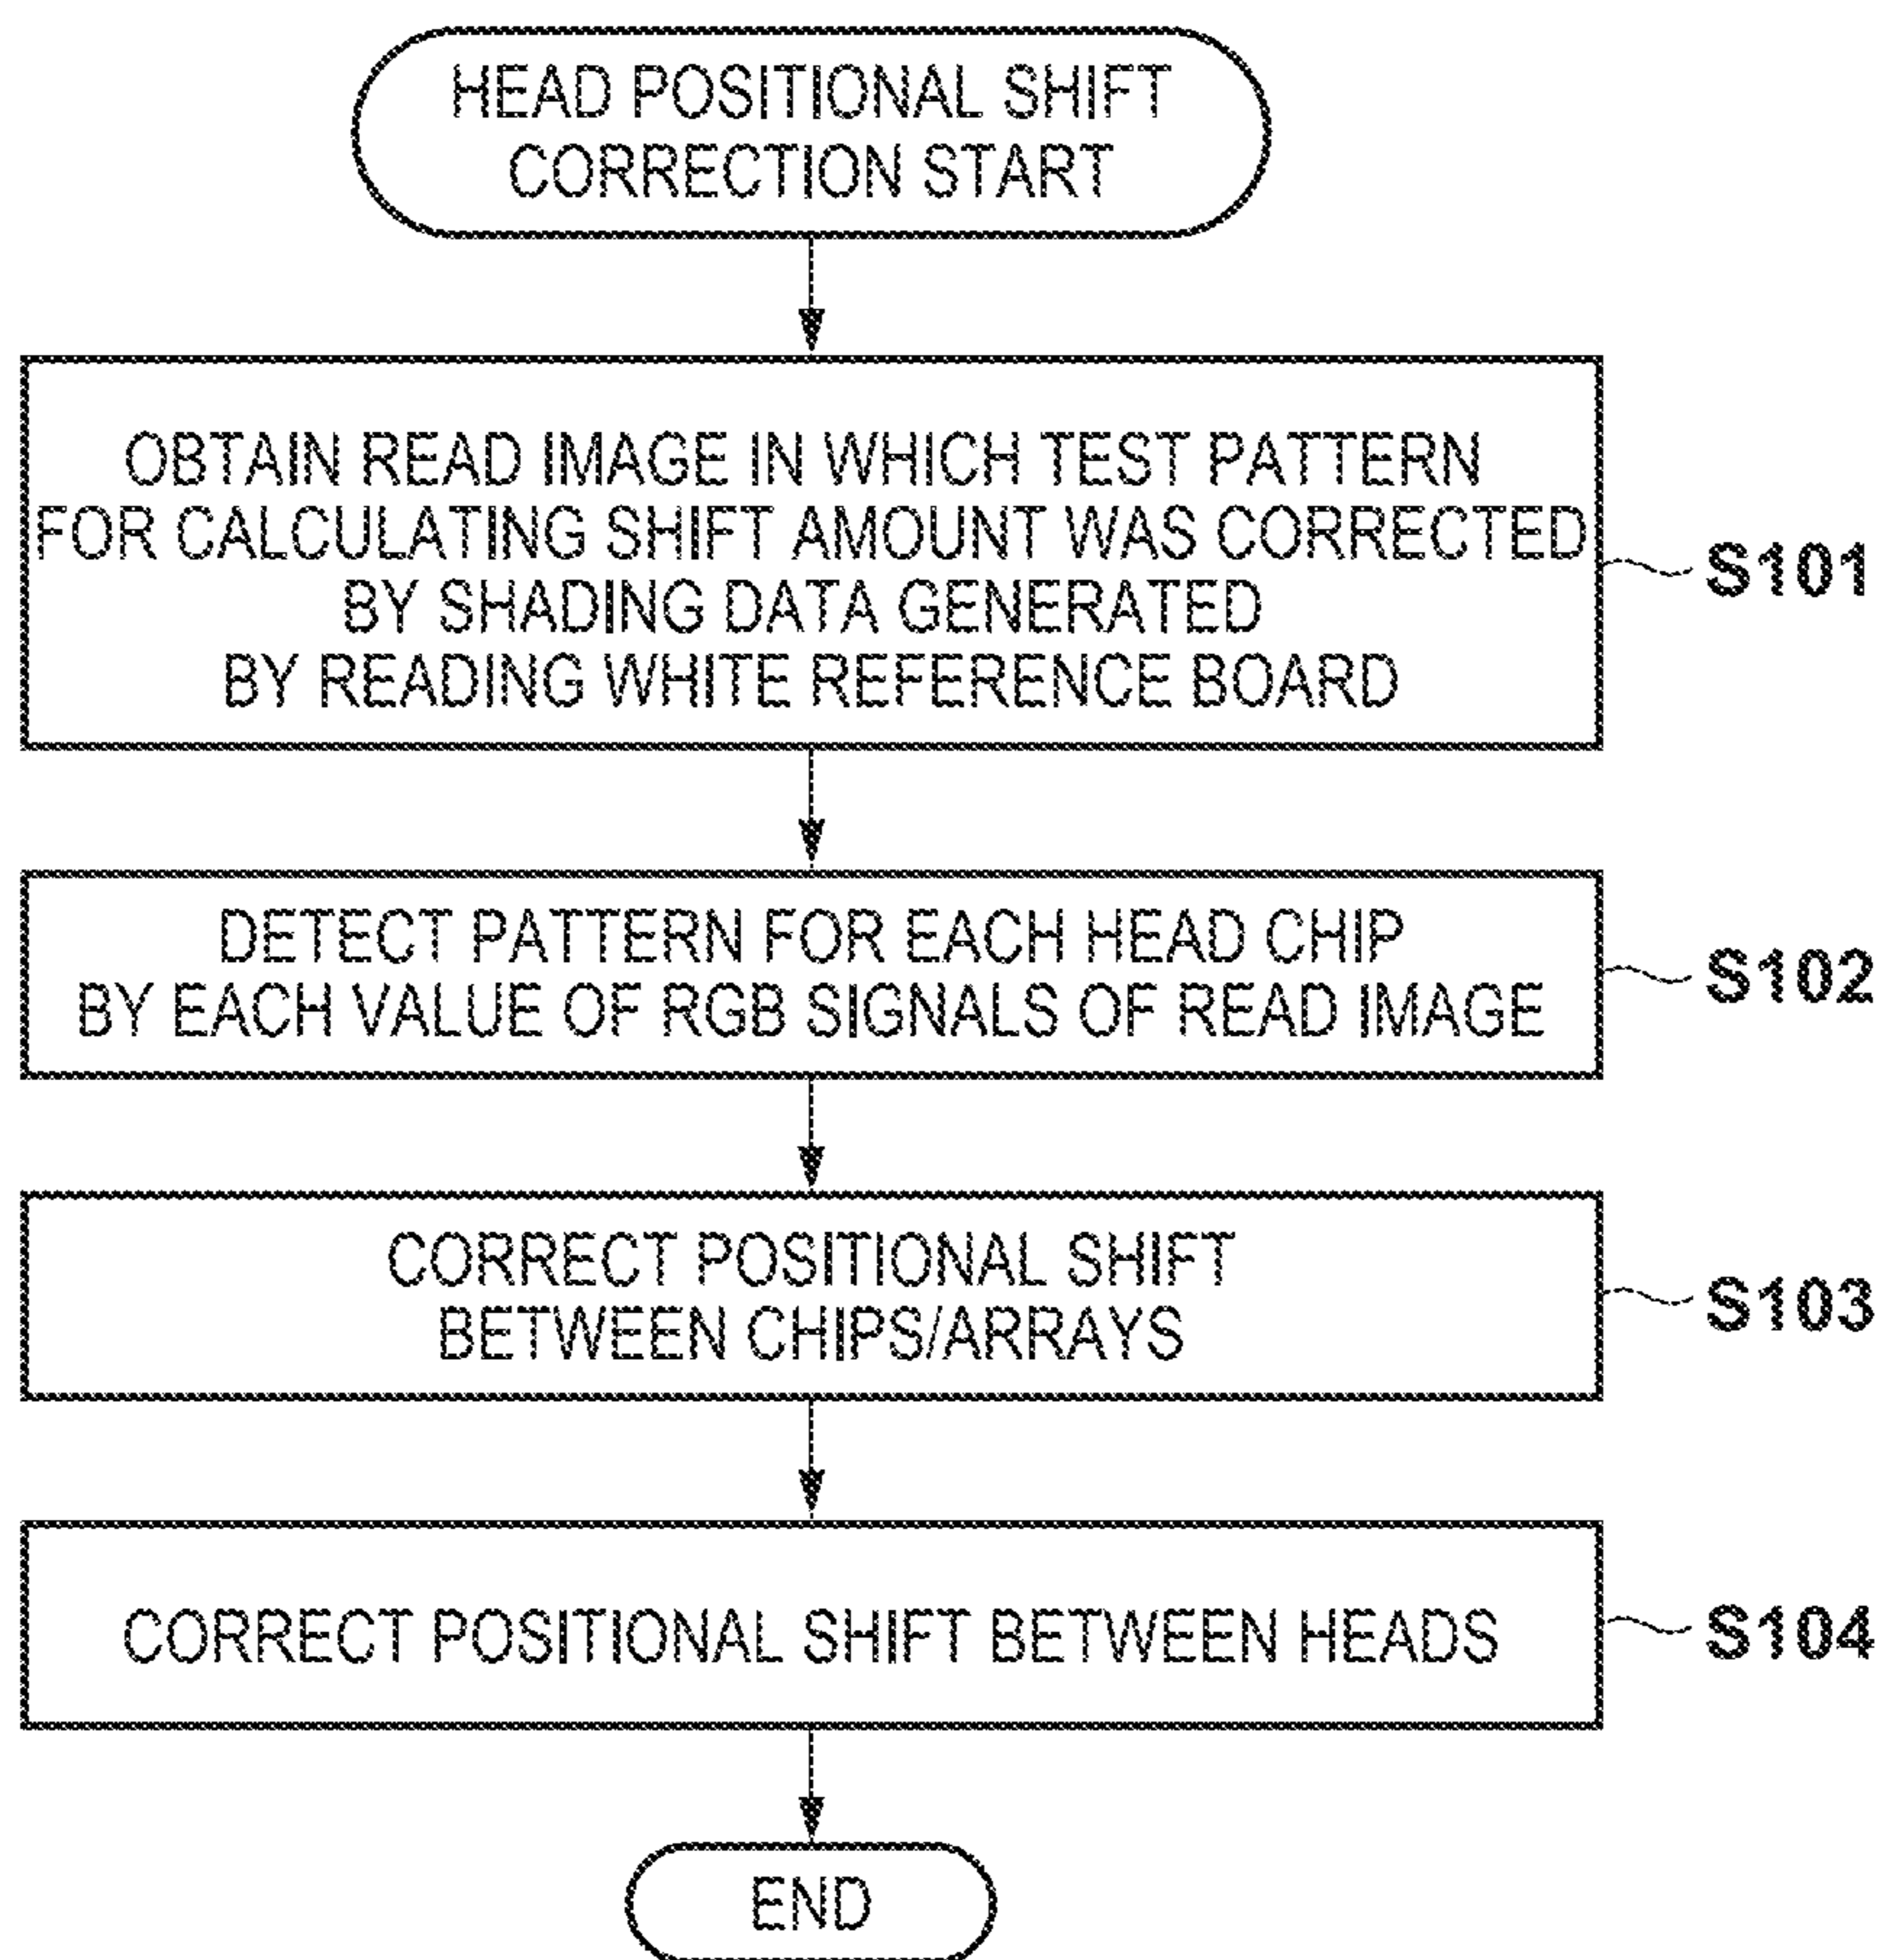 HEAD POSITIONAL SHIFT
CORRECTION START
OBTAIN READ IMAGE IN WHICH TEST PATTERN
FOR CALCULATING SHIFT AMOUNT WAS CORRECTED
BY SHADING DATA GENERATED
BY READING WHITE REFERENCE BOARD
S101
DETECT PATTERN FOR EACH HEAD CHIP
BY EACH VALUE OF RGB SIGNALS OF READ IMAGE
S102
CORRECT POSITIONAL SHIFT
BETWEEN CHIPS/ARRAYS
S103
CORRECT POSITIONAL SHIFT BETWEEN HEADS
S104
END